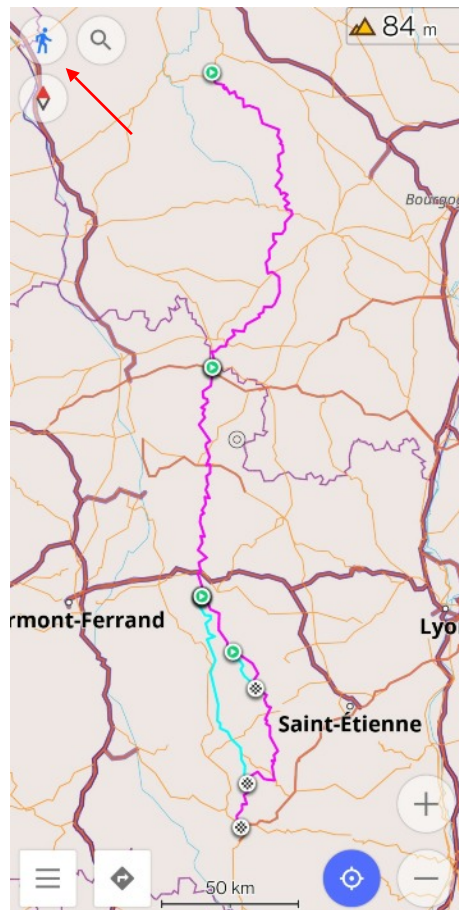 84 m
Bourgog
rmont-Ferrand
Lyo
Saint-Étienne
50 km